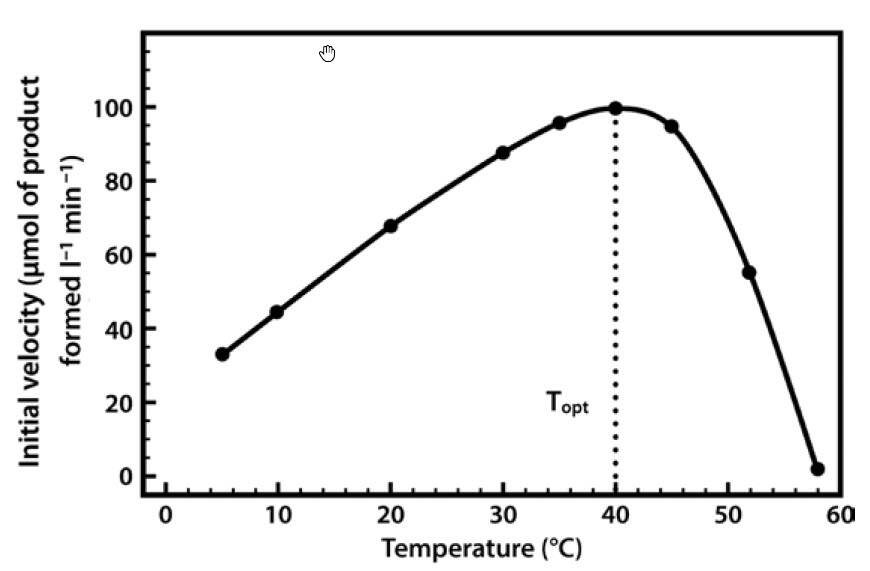 Initial velocity (μmol of product
formed l⁻¹ min⁻¹)
100
80
60
40
20
0
T_opt
0 10 20 30 40 50 60
Temperature (°C)